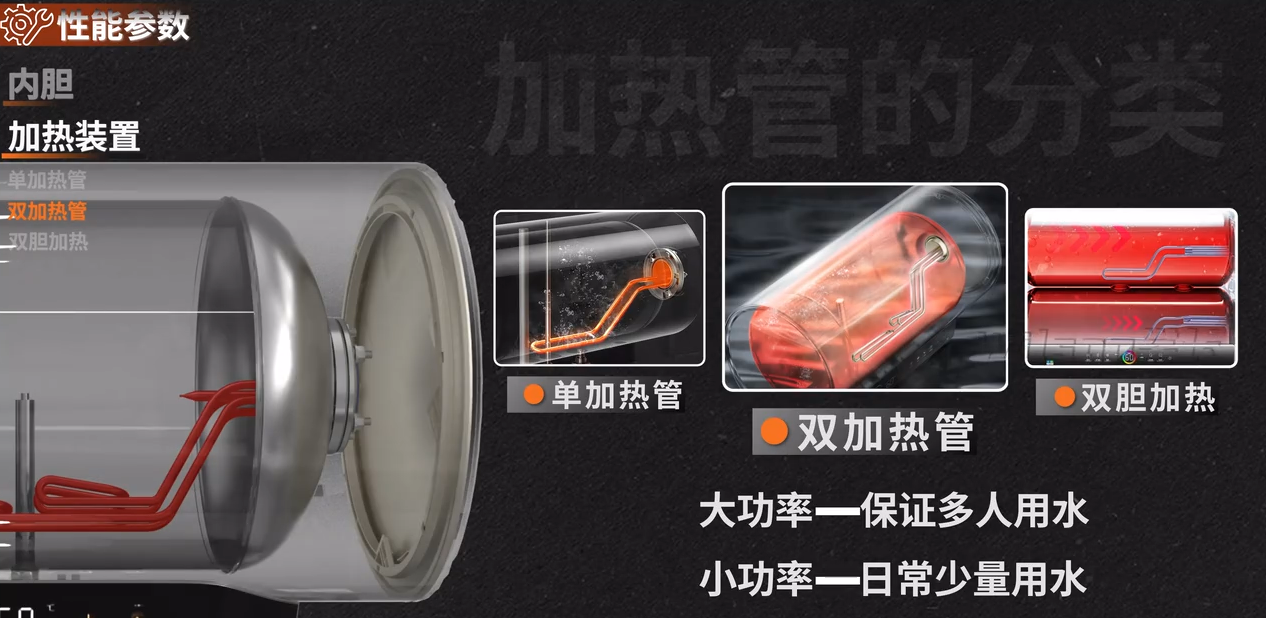 性能参数
内胆
加热装置
单加热管
双加热管
双胆加热
加热管的分类
单加热管
双加热管
双胆加热
大功率—保证多人用水
小功率—日常少量用水